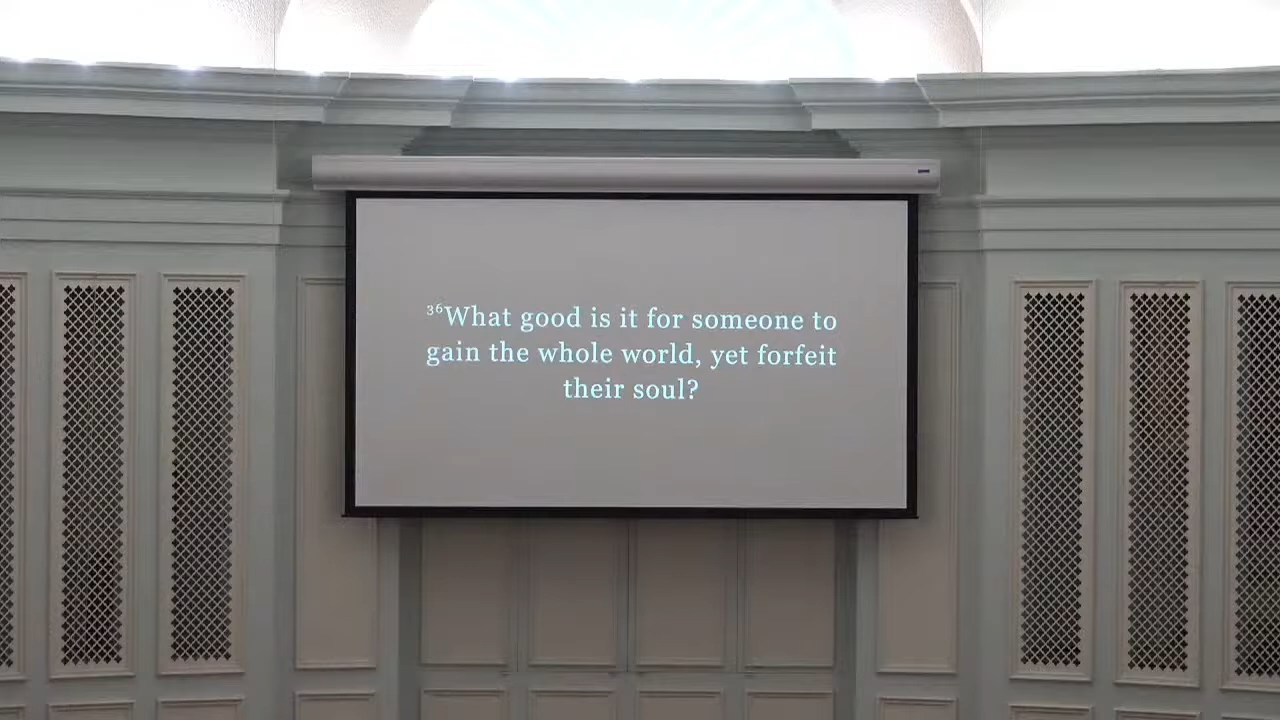 ³⁶What good is it for someone to
gain the whole world, yet forfeit
their soul?